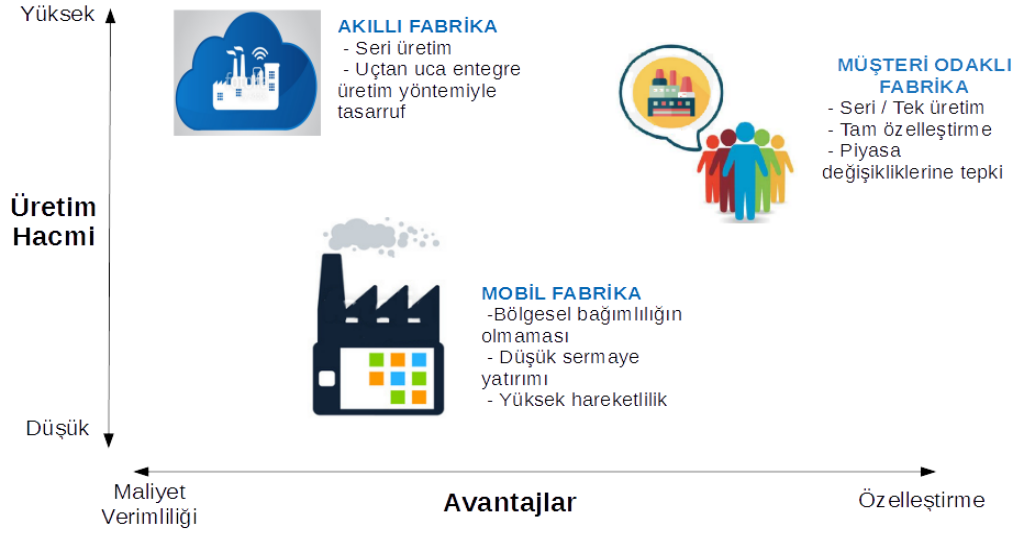 Yüksek
AKILLI FABRİKA
- Seri üretim
- Uçtan uca entegre
üretim yöntemiyle
tasarruf
MÜŞTERİ ODAKLI
FABRİKA
- Seri / Tek üretim
- Tam özelleştirme
- Piyasa
değişikliklerine tepki
Üretim
Hacmi
MOBİL FABRİKA
-Bölgesel bağımlılığın
olmaması
- Düşük sermaye
yatırımı
- Yüksek hareketlilik
Düşük
Maliyet
Verimliliği
Avantajlar
Özelleştirme